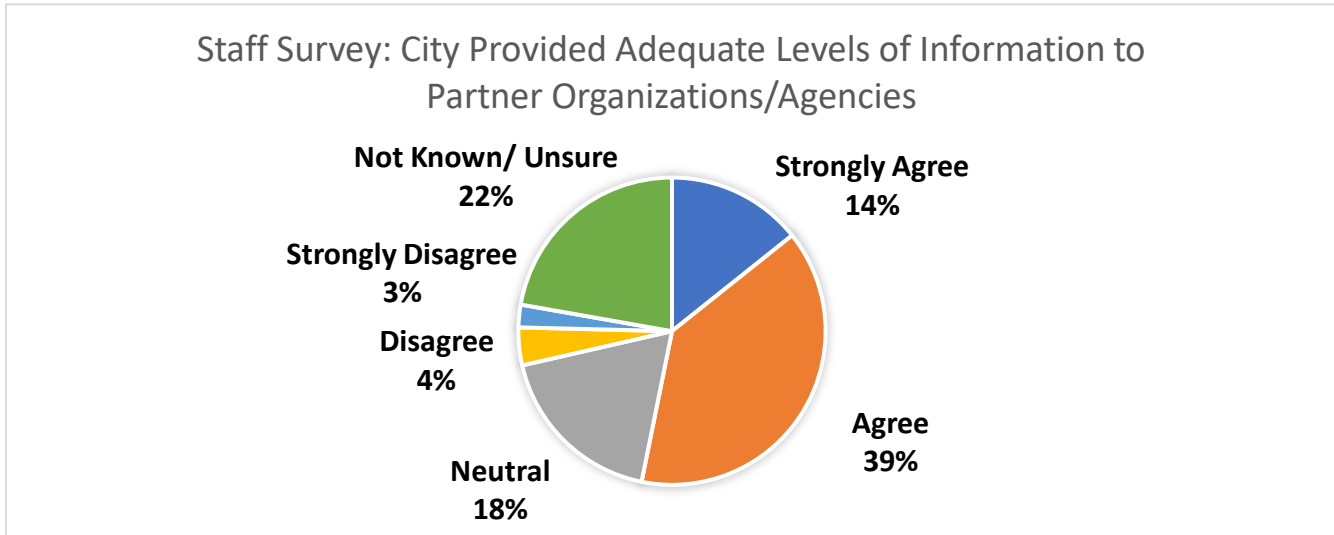 Staff Survey: City Provided Adequate Levels of Information to
Partner Organizations/Agencies
Not Known/ Unsure
22%
Strongly Agree
14%
Strongly Disagree
3%
Disagree
4%
Agree
39%
Neutral
18%